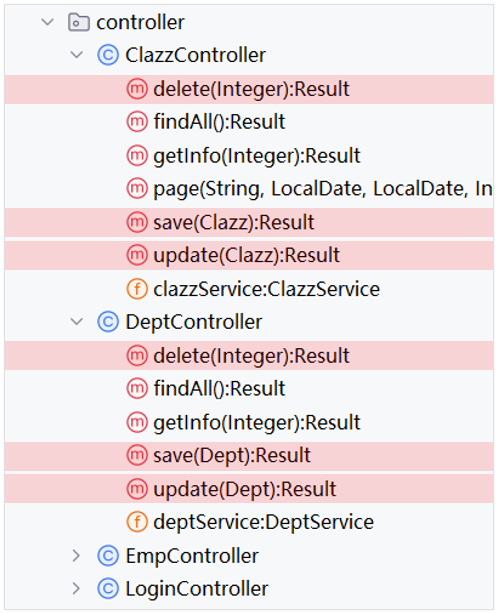 controller
ClazzController
delete(Integer):Result
findAll():Result
getInfo(Integer):Result
page(String, LocalDate, LocalDate, In
save(Clazz):Result
update(Clazz):Result
clazzService:ClazzService
DeptController
delete(Integer):Result
findAll():Result
getInfo(Integer):Result
save(Dept):Result
update(Dept):Result
deptService:DeptService
EmpController
LoginController